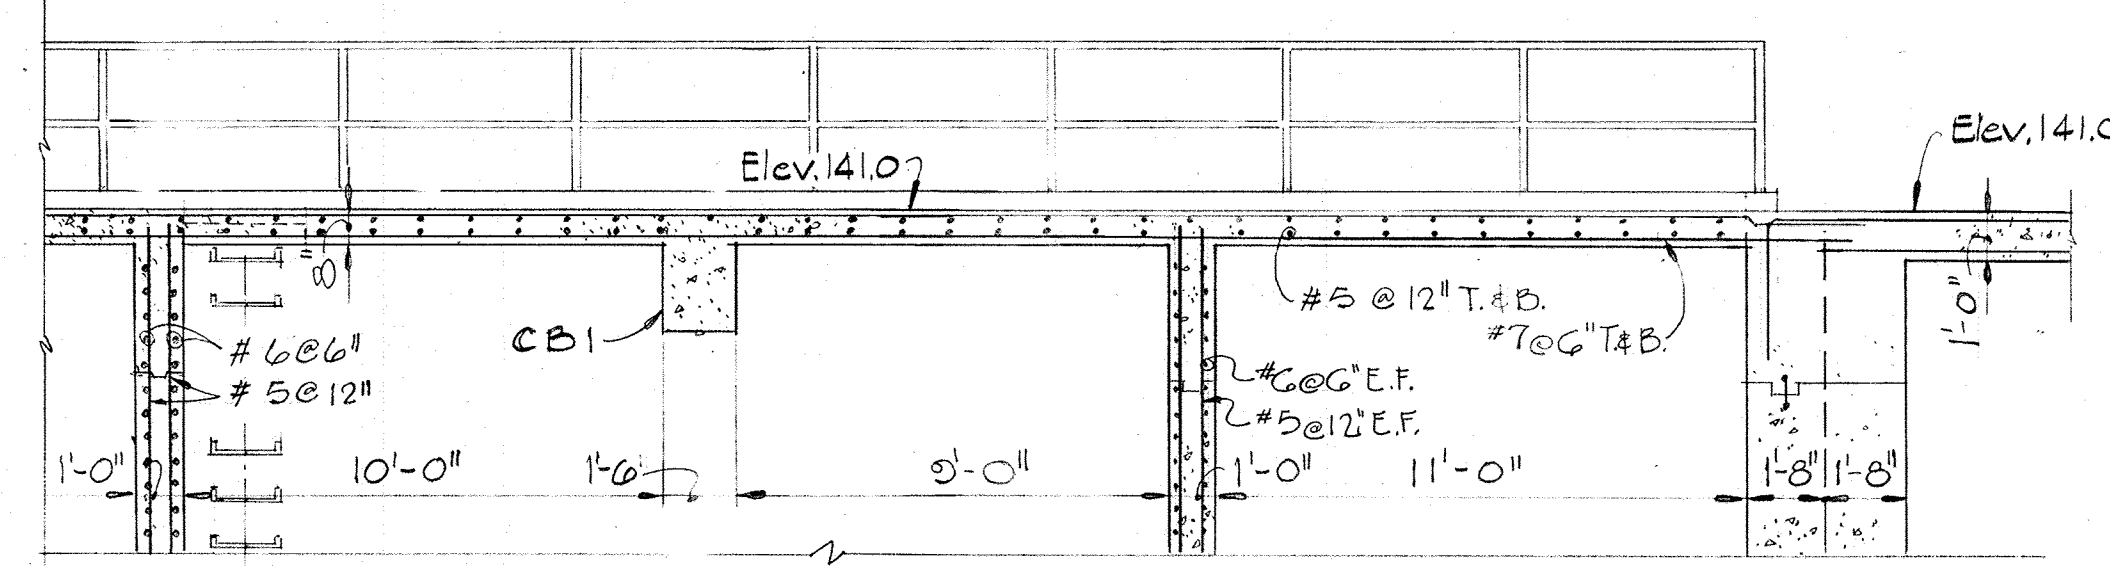 Elev. 141.0
Elev. 141.0
8"
# 5 @ 12" T. & B.
#7@6" T.& B.
1'-0"
CB1
# 6@6"
# 5@12"
#6@6" E.F.
#5@12" E.F.
1'-0"
10'-0"
1'-6
9'-0"
1'-0"
11'-0"
1'-8"
1'-8"